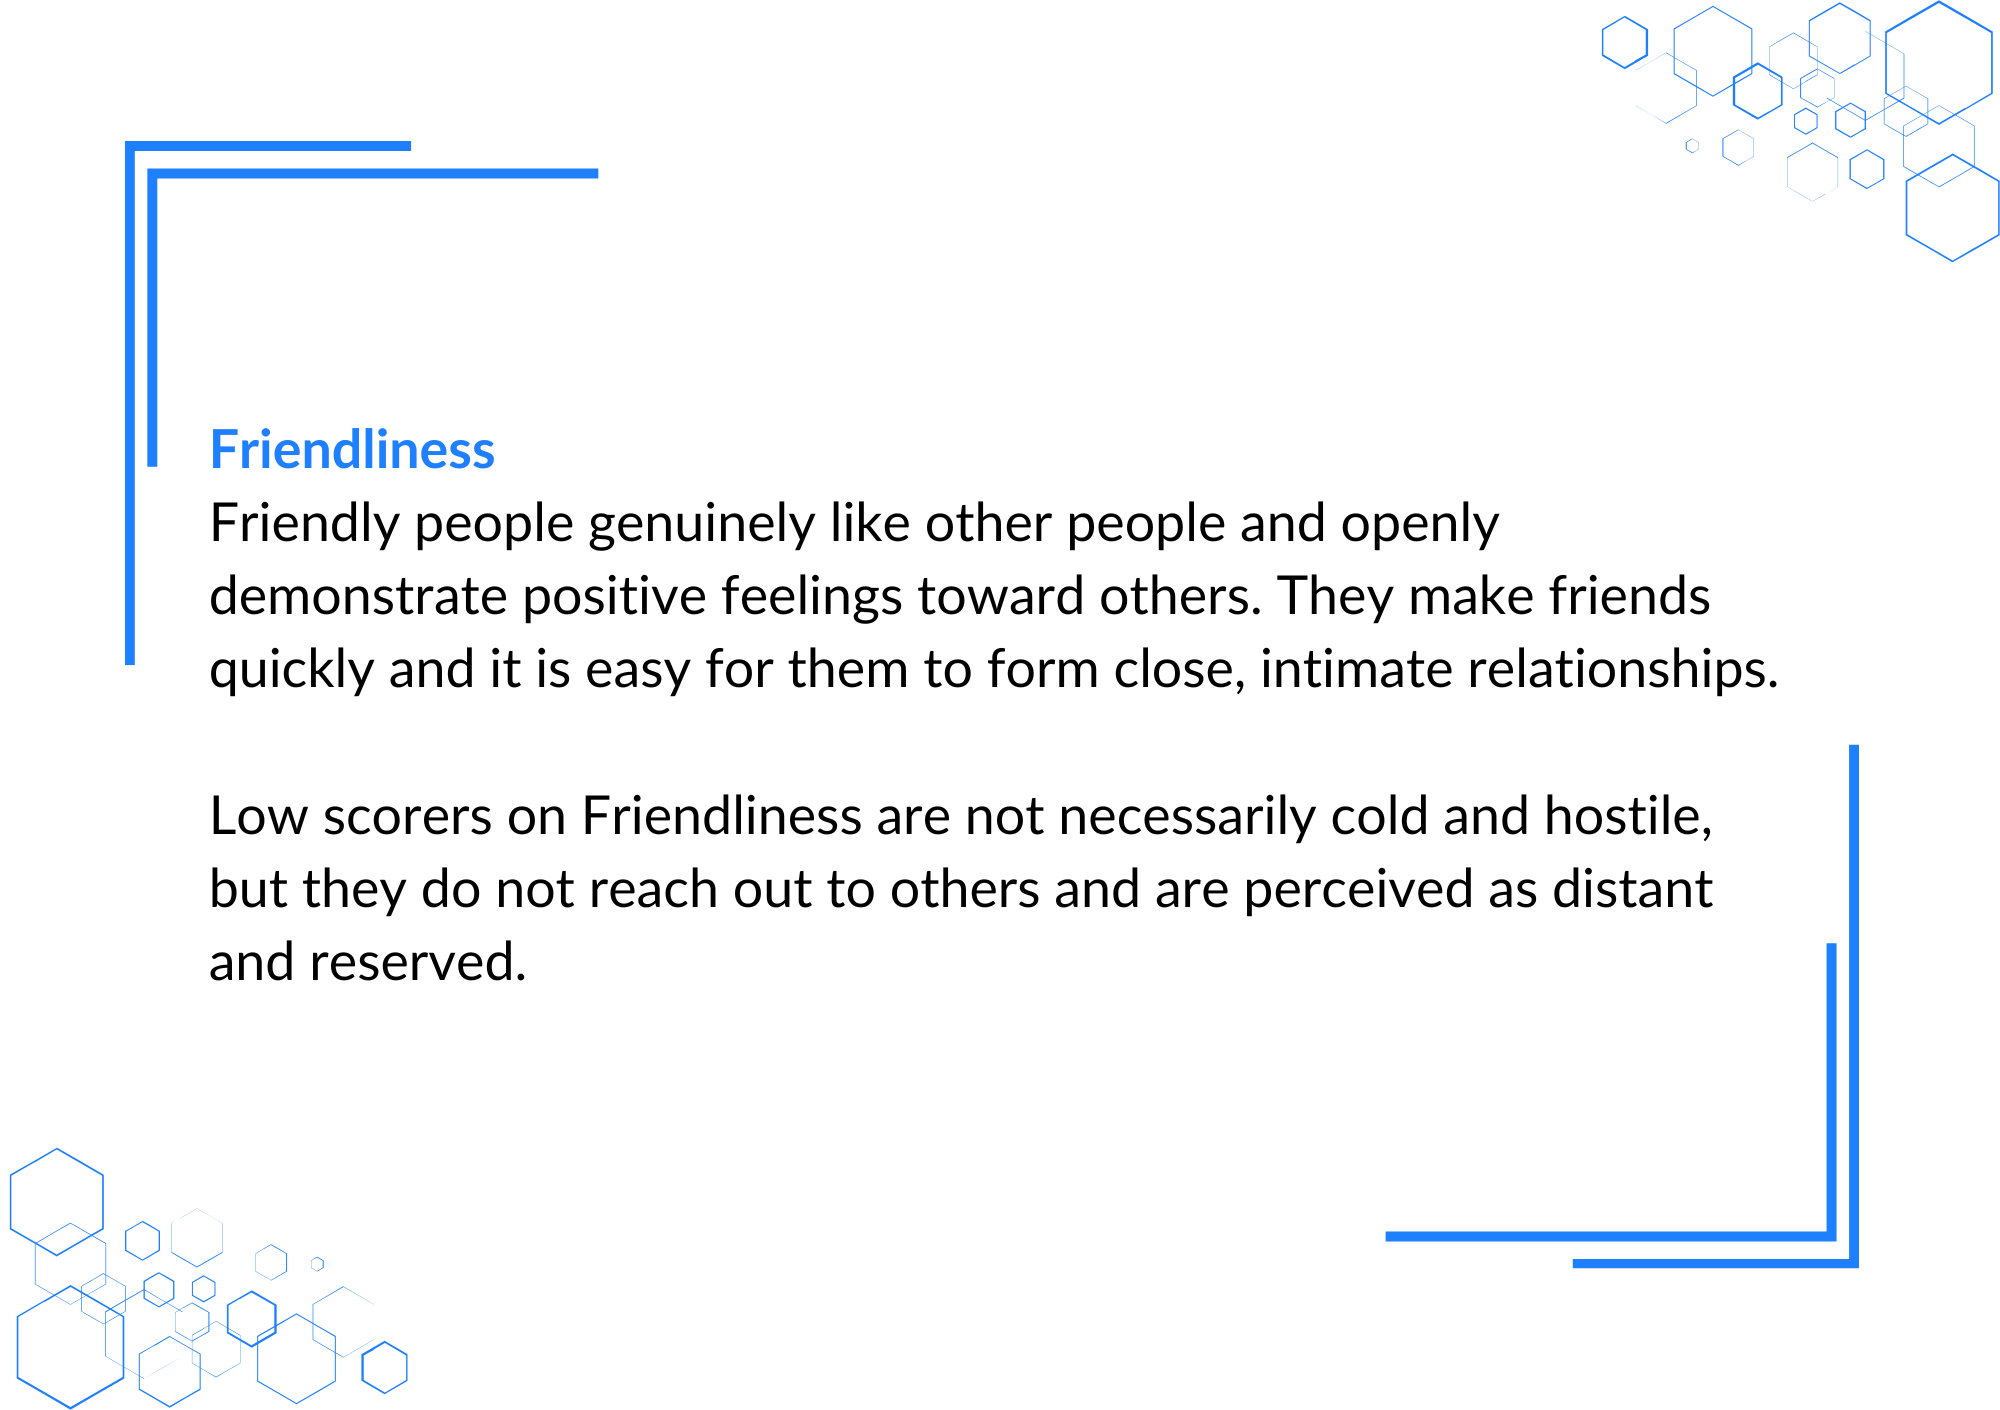 Friendliness
Friendly people genuinely like other people and openly
demonstrate positive feelings toward others. They make friends
quickly and it is easy for them to form close, intimate relationships.
Low scorers on Friendliness are not necessarily cold and hostile,
but they do not reach out to others and are perceived as distant
and reserved.